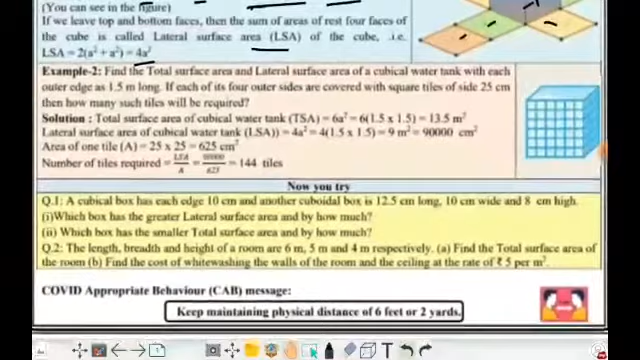 (You can see in the figure)
If we leave top and bottom faces, then the sum of areas of rest four faces of
the cube is called Lateral surface area (LSA) of the cube, .i.e.
LSA = 2(a² + a²) = 4a²
Example-2: Find the Total surface area and Lateral surface area of a cubical water tank with each
outer edge as 1.5 m long. If each of its four outer sides are covered with square tiles of side 25 cm
then how many such tiles will be required?
Solution : Total surface area of cubical water tank (TSA) = 6a² = 6(1.5 x 1.5) = 13.5 m²
Lateral surface area of cubical water tank (LSA)) = 4a² = 4(1.5 x 1.5) = 9 m² = 90000 cm²
Area of one tile (A) = 25 x 25 = 625 cm²
Number of tiles required = LSA/A = 90000/625 = 144 tiles
Now you try
Q.1: A cubical box has each edge 10 cm and another cuboidal box is 12.5 cm long, 10 cm wide and 8 cm high.
(i)Which box has the greater Lateral surface area and by how much?
(ii) Which box has the smaller Total surface area and by how much?
Q.2: The length, breadth and height of a room are 6 m, 5 m and 4 m respectively. (a) Find the Total surface area of
the room (b) Find the cost of whitewashing the walls of the room and the ceiling at the rate of ₹ 5 per m².
COVID Appropriate Behaviour (CAB) message:
Keep maintaining physical distance of 6 feet or 2 yards.